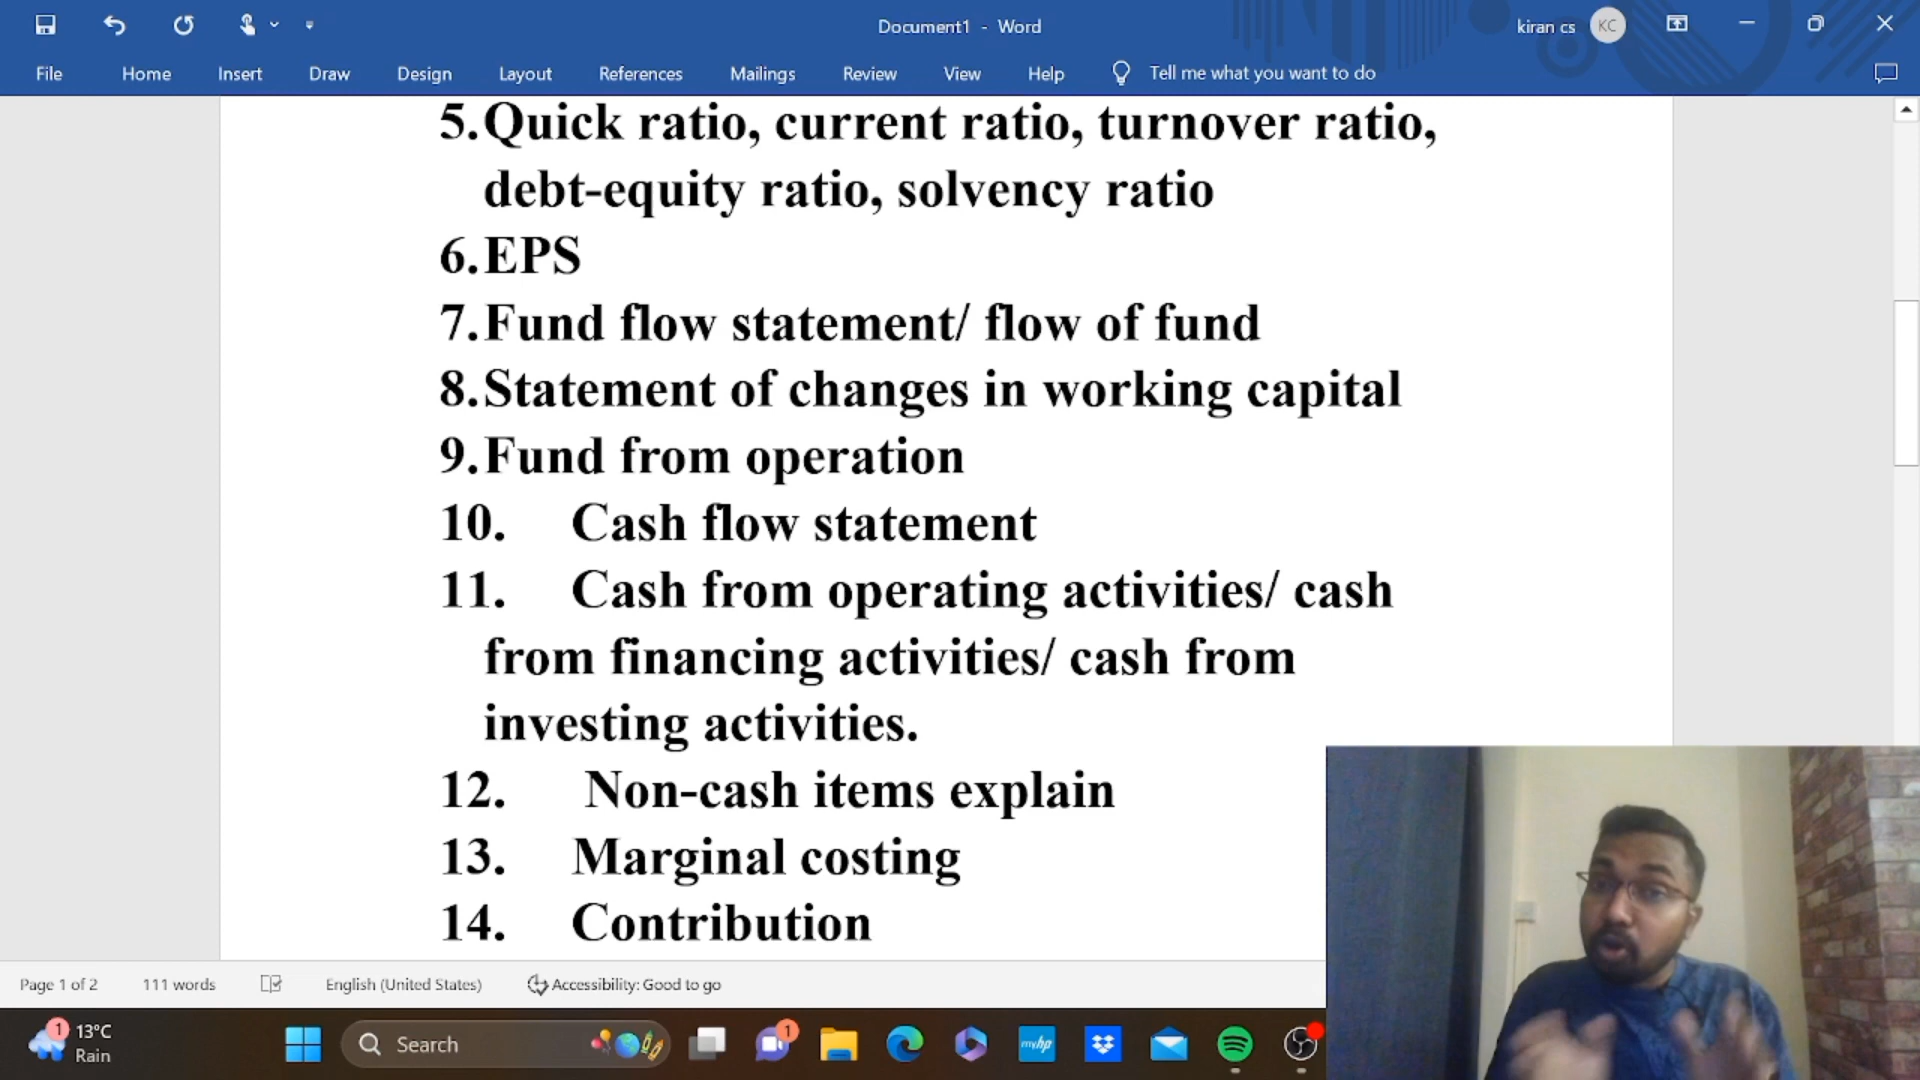 Document1 - Word
kiran cs
KC
File
Home
Insert
Draw
Design
Layout
References
Mailings
Review
View
Help
Tell me what you want to do
5. Quick ratio, current ratio, turnover ratio,
debt-equity ratio, solvency ratio
6. EPS
7. Fund flow statement/ flow of fund
8. Statement of changes in working capital
9. Fund from operation
10. Cash flow statement
11. Cash from operating activities/ cash
from financing activities/ cash from
investing activities.
12. Non-cash items explain
13. Marginal costing
14. Contribution
Page 1 of 2
111 words
English (United States)
Accessibility: Good to go
1
13°C
Rain
Search
1
myhp